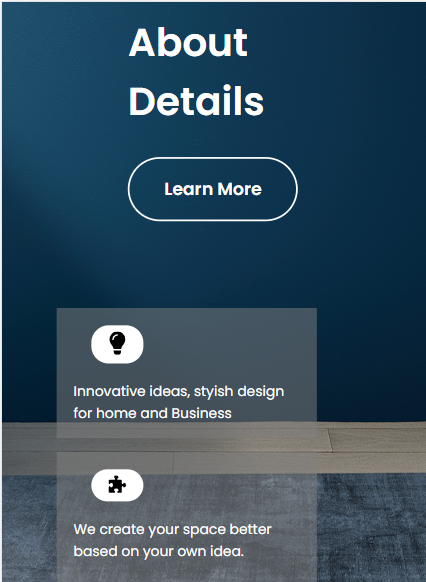 About
Details
Learn More
Innovative ideas, styish design
for home and Business
We create your space better
based on your own idea.